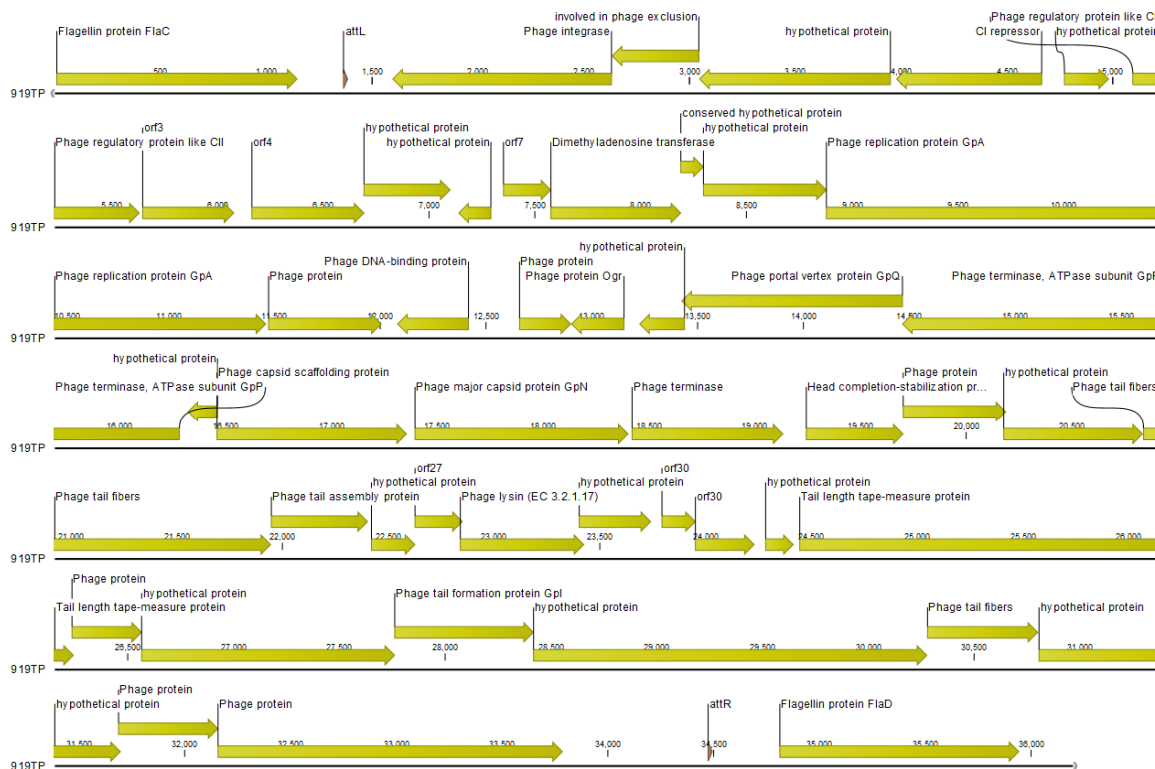 involved in phage exclusion Phage regulatory protein like CI
Flagellin protein FlaC attL Phage integrase hypothetical protein CI repressor hypothetical protein
500 1,000 1,500 2,000 2,500 3,000 3,500 4,000 4,500 5,000
919TP
conserved hypothetical protein
orf3 hypothetical protein hypothetical protein
Phage regulatory protein like CII orf4 hypothetical protein orf7 Dimethyladenosine transferase Phage replication protein GpA
5,500 6,000 6,500 7,000 7,500 8,000 8,500 9,000 9,500 10,000
919TP
hypothetical protein
Phage DNA-binding protein Phage protein
Phage replication protein GpA Phage protein Phage protein Ogr Phage portal vertex protein GpQ Phage terminase, ATPase subunit GpP
10,500 11,000 11,500 12,000 12,500 13,000 13,500 14,000 14,500 15,000 15,500
919TP
hypothetical protein
Phage capsid scaffolding protein Phage protein hypothetical protein
Phage terminase, ATPase subunit GpP Phage major capsid protein GpN Phage terminase Head completion-stabilization pr... Phage tail fibers
16,000 16,500 17,000 17,500 18,000 18,500 19,000 19,500 20,000 20,500
919TP
orf27 orf30
hypothetical protein hypothetical protein hypothetical protein
Phage tail fibers Phage tail assembly protein Phage lysin (EC 3.2.1.17) orf30 Tail length tape-measure protein
21,000 21,500 22,000 22,500 23,000 23,500 24,000 24,500 25,000 25,500 26,000
919TP
Phage protein
hypothetical protein Phage tail formation protein GpI
Tail length tape-measure protein hypothetical protein Phage tail fibers hypothetical protein
26,500 27,000 27,500 28,000 28,500 29,000 29,500 30,000 30,500 31,000
919TP
Phage protein
hypothetical protein Phage protein attR Flagellin protein FlaD
31,500 32,000 32,500 33,000 33,500 34,000 34,500 35,000 35,500 36,000
919TP